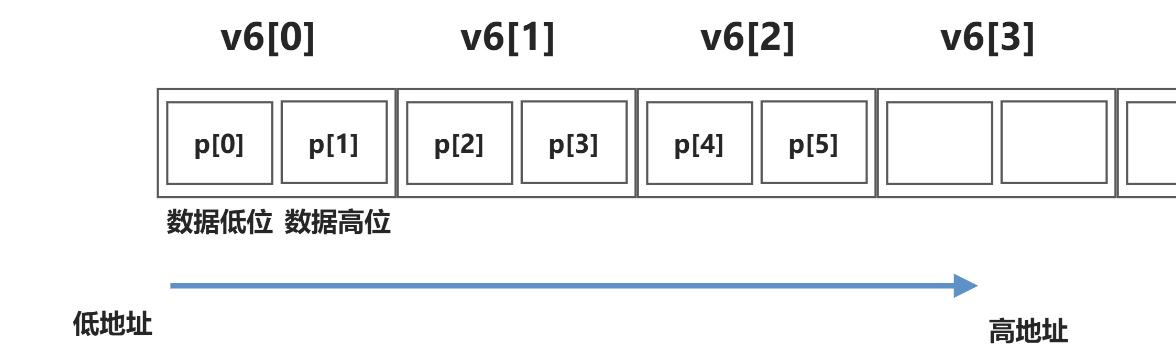 v6[0] v6[1] v6[2] v6[3]
p[0] p[1] p[2] p[3] p[4] p[5]
数据低位 数据高位
低地址
高地址